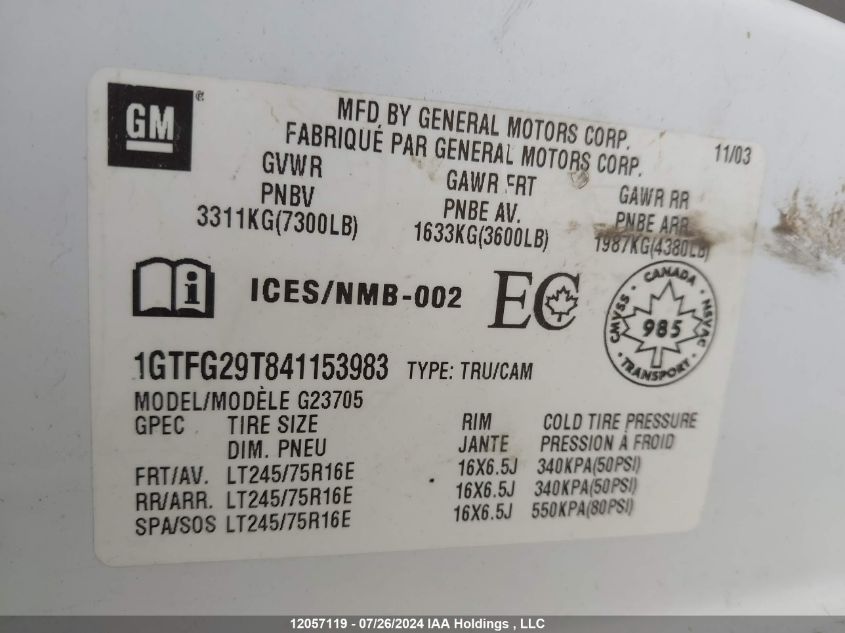 GM
MFD BY GENERAL MOTORS CORP.
FABRIQUÉ PAR GENERAL MOTORS CORP.
11/03
GVWR GAWR FRT GAWR RR
PNBV PNBE AV. PNBE ARR
3311KG(7300LB) 1633KG(3600LB) 1987KG(4380LB)
i ICES/NMB-002 EC
CANADA
CMVSS 985 NSVAC
TRANSPORT
1GTFG29T841153983 TYPE: TRU/CAM
MODEL/MODÈLE G23705
GPEC TIRE SIZE RIM COLD TIRE PRESSURE
DIM. PNEU JANTE PRESSION À FROID
FRT/AV. LT245/75R16E 16X6.5J 340KPA(50PSI)
RR/ARR. LT245/75R16E 16X6.5J 340KPA(50PSI)
SPA/SOS LT245/75R16E 16X6.5J 550KPA(80PSI)
12057119 - 07/26/2024 IAA Holdings , LLC